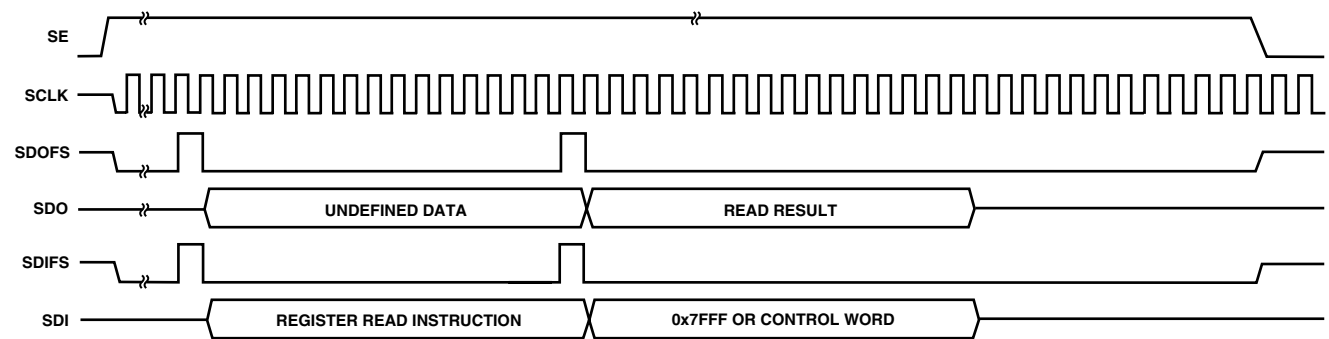 SE
SCLK
SDOFS
SDO UNDEFINED DATA READ RESULT
SDIFS
SDI REGISTER READ INSTRUCTION 0x7FFF OR CONTROL WORD